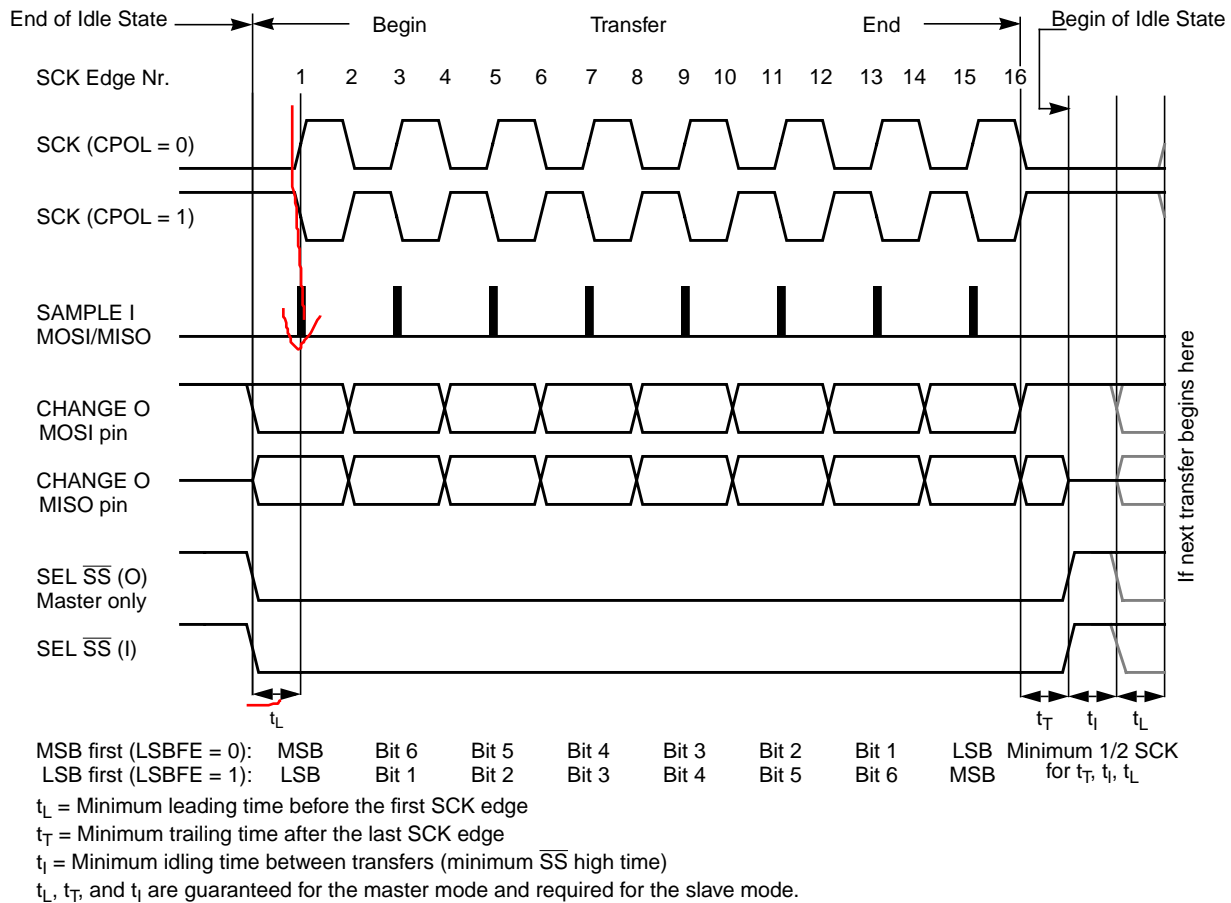 End of Idle State Begin Transfer End Begin of Idle State
SCK Edge Nr. 1 2 3 4 5 6 7 8 9 10 11 12 13 14 15 16
SCK (CPOL = 0)
SCK (CPOL = 1)
SAMPLE I
MOSI/MISO
CHANGE O
MOSI pin
CHANGE O
MISO pin
SEL S̅S̅ (O)
Master only
SEL S̅S̅ (I)
If next transfer begins here
tL tT tI tL
MSB first (LSBFE = 0): MSB Bit 6 Bit 5 Bit 4 Bit 3 Bit 2 Bit 1 LSB Minimum 1/2 SCK
LSB first (LSBFE = 1): LSB Bit 1 Bit 2 Bit 3 Bit 4 Bit 5 Bit 6 MSB for tT, tI, tL
tL = Minimum leading time before the first SCK edge
tT = Minimum trailing time after the last SCK edge
tI = Minimum idling time between transfers (minimum S̅S̅ high time)
tL, tT, and tI are guaranteed for the master mode and required for the slave mode.